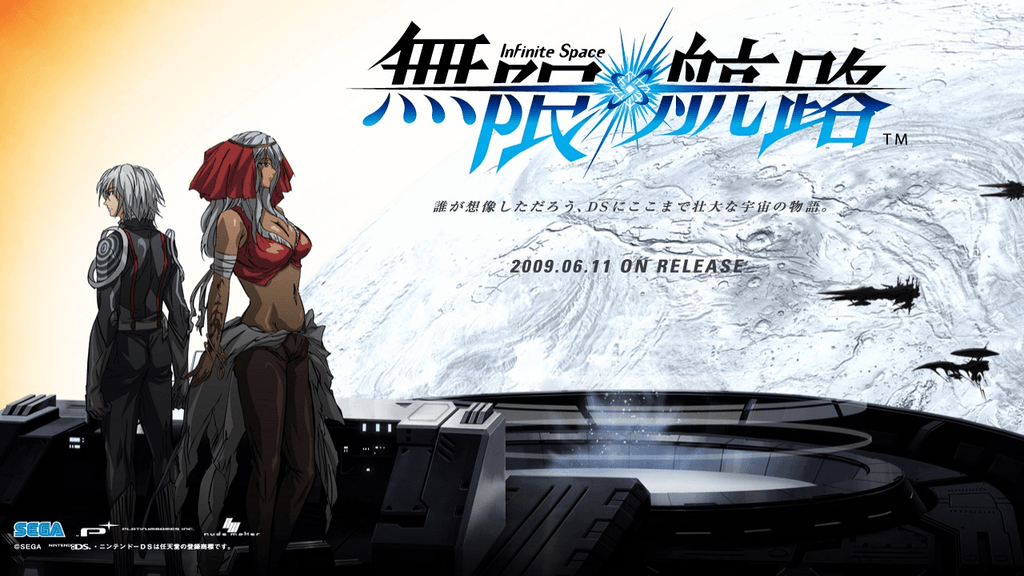 Infinite Space
無限航路
TM
誰が想像しただろう、DSにここまで壮大な宇宙の物語。
2009.06.11 ON RELEASE
SEGA PLATINUMGAMES INC. nude maker
©SEGA NINTENDO DS・ニンテンドーDSは任天堂の登録商標です。